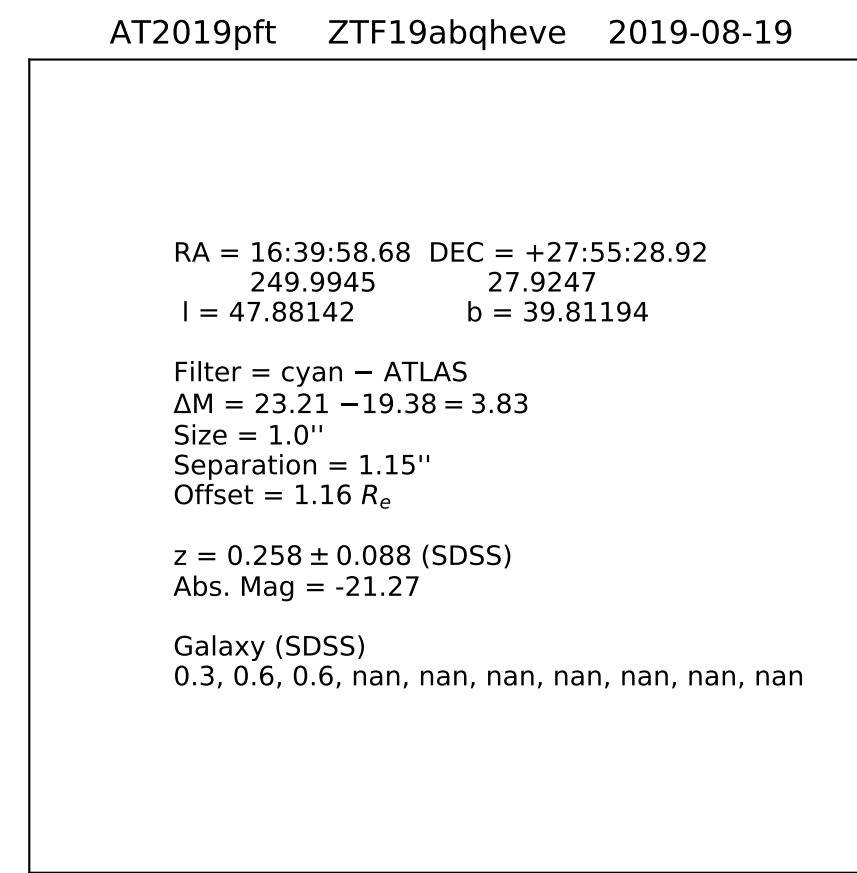 AT2019pft ZTF19abqheve 2019-08-19
RA = 16:39:58.68 DEC = +27:55:28.92
249.9945 27.9247
l = 47.88142 b = 39.81194
Filter = cyan − ATLAS
ΔM = 23.21 −19.38 = 3.83
Size = 1.0''
Separation = 1.15''
Offset = 1.16 Rₑ
z = 0.258 ± 0.088 (SDSS)
Abs. Mag = -21.27
Galaxy (SDSS)
0.3, 0.6, 0.6, nan, nan, nan, nan, nan, nan, nan